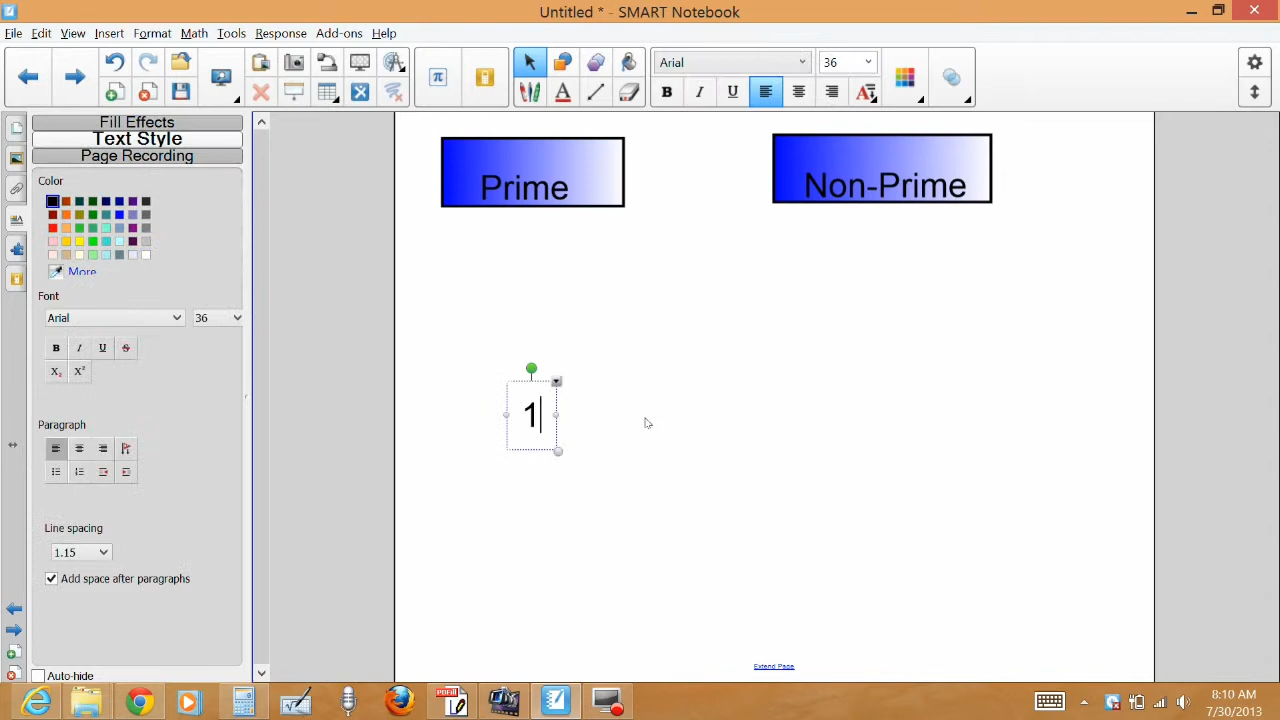 Untitled * - SMART Notebook
File Edit View Insert Format Math Tools Response Add-ons Help
Arial 36
B I U
Fill Effects
Text Style
Page Recording
Color
More
Font
Arial 36
B I U S
X₂ X²
Paragraph
Line spacing
1.15
Add space after paragraphs
Auto-hide
Prime
Non-Prime
1
Extend Page
8:10 AM
7/30/2013